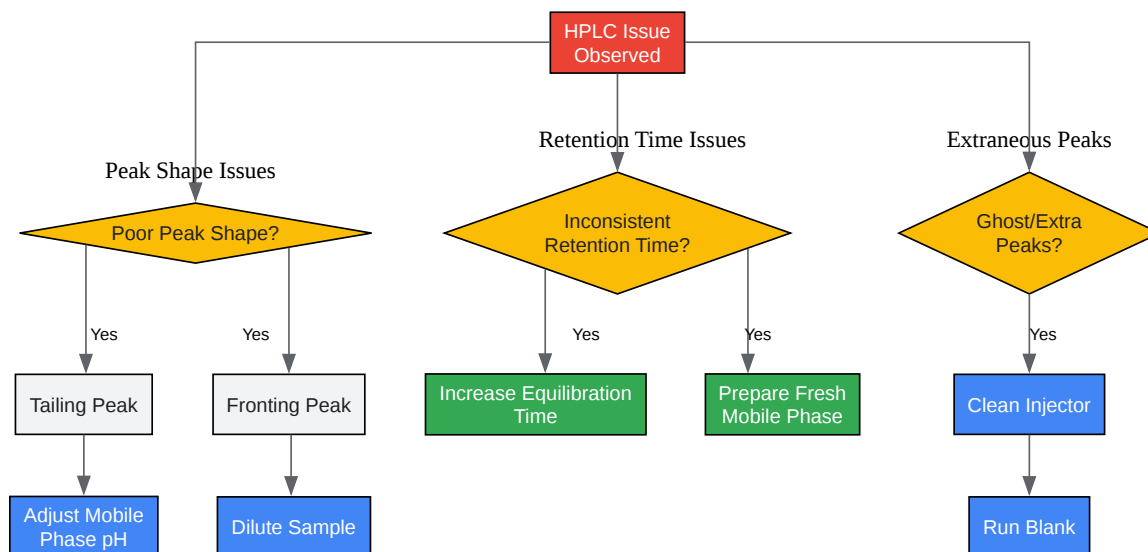 HPLC Issue
Observed
Peak Shape Issues
Retention Time Issues
Extraneous Peaks
Poor Peak Shape?
Inconsistent
Retention Time?
Ghost/Extra
Peaks?
Yes
Yes
Yes
Yes
Yes
Tailing Peak
Fronting Peak
Increase Equilibration
Time
Prepare Fresh
Mobile Phase
Clean Injector
Adjust Mobile
Phase pH
Dilute Sample
Run Blank